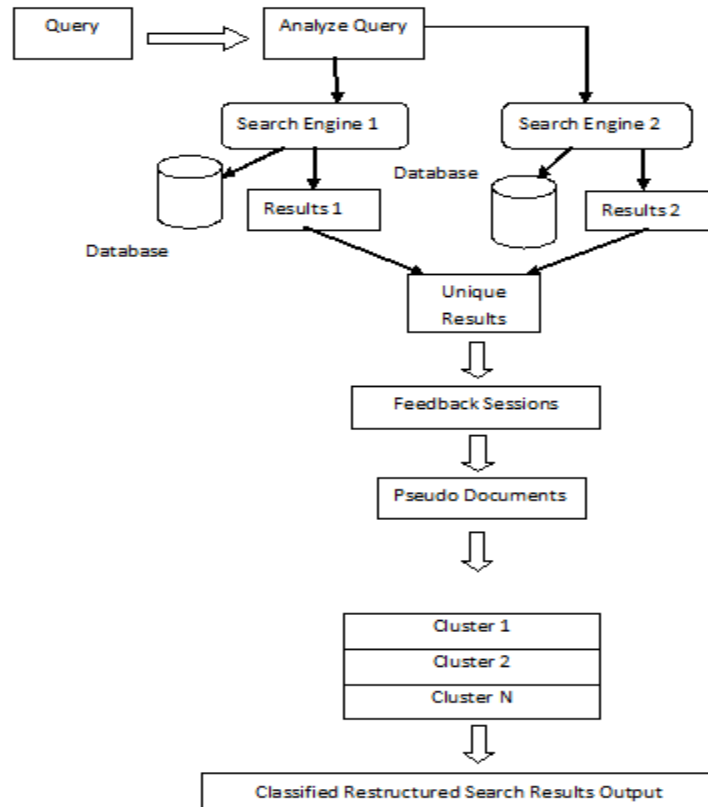 Query
Analyze Query
Search Engine 1
Search Engine 2
Database
Results 1
Results 2
Database
Unique
Results
Feedback Sessions
Pseudo Documents
Cluster 1
Cluster 2
Cluster N
Classified Restructured Search Results Output